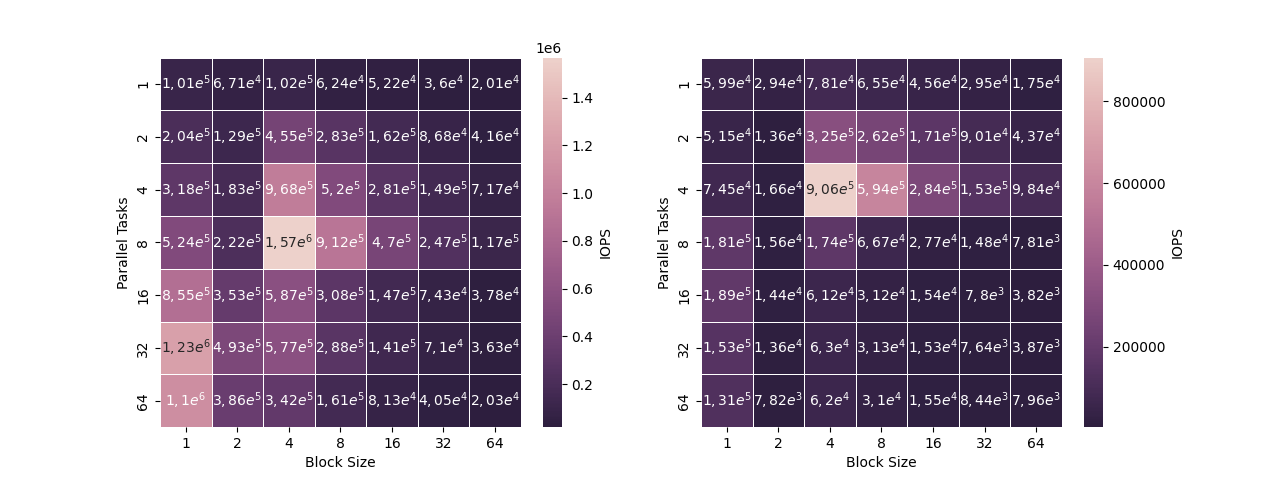 1e6
1 1,01e⁵ 6,71e⁴ 1,02e⁵ 6,24e⁴ 5,22e⁴ 3,6e⁴ 2,01e⁴
2 2,04e⁵ 1,29e⁵ 4,55e⁵ 2,83e⁵ 1,62e⁵ 8,68e⁴ 4,16e⁴
4 3,18e⁵ 1,83e⁵ 9,68e⁵ 5,2e⁵ 2,81e⁵ 1,49e⁵ 7,17e⁴
8 5,24e⁵ 2,22e⁵ 1,57e⁶ 9,12e⁵ 4,7e⁵ 2,47e⁵ 1,17e⁵
16 8,55e⁵ 3,53e⁵ 5,87e⁵ 3,08e⁵ 1,47e⁵ 7,43e⁴ 3,78e⁴
32 1,23e⁶ 4,93e⁵ 5,77e⁵ 2,88e⁵ 1,41e⁵ 7,1e⁴ 3,63e⁴
64 1,1e⁶ 3,86e⁵ 3,42e⁵ 1,61e⁵ 8,13e⁴ 4,05e⁴ 2,03e⁴
1 2 4 8 16 32 64
Block Size
Parallel Tasks
1.4
1.2
1.0
0.8
0.6
0.4
0.2
IOPS
1 5,99e⁴ 2,94e⁴ 7,81e⁴ 6,55e⁴ 4,56e⁴ 2,95e⁴ 1,75e⁴
2 5,15e⁴ 1,36e⁴ 3,25e⁵ 2,62e⁵ 1,71e⁵ 9,01e⁴ 4,37e⁴
4 7,45e⁴ 1,66e⁴ 9,06e⁵ 5,94e⁵ 2,84e⁵ 1,53e⁵ 9,84e⁴
8 1,81e⁵ 1,56e⁴ 1,74e⁵ 6,67e⁴ 2,77e⁴ 1,48e⁴ 7,81e³
16 1,89e⁵ 1,44e⁴ 6,12e⁴ 3,12e⁴ 1,54e⁴ 7,8e³ 3,82e³
32 1,53e⁵ 1,36e⁴ 6,3e⁴ 3,13e⁴ 1,53e⁴ 7,64e³ 3,87e³
64 1,31e⁵ 7,82e³ 6,2e⁴ 3,1e⁴ 1,55e⁴ 8,44e³ 7,96e³
1 2 4 8 16 32 64
Block Size
Parallel Tasks
800000
600000
400000
200000
IOPS